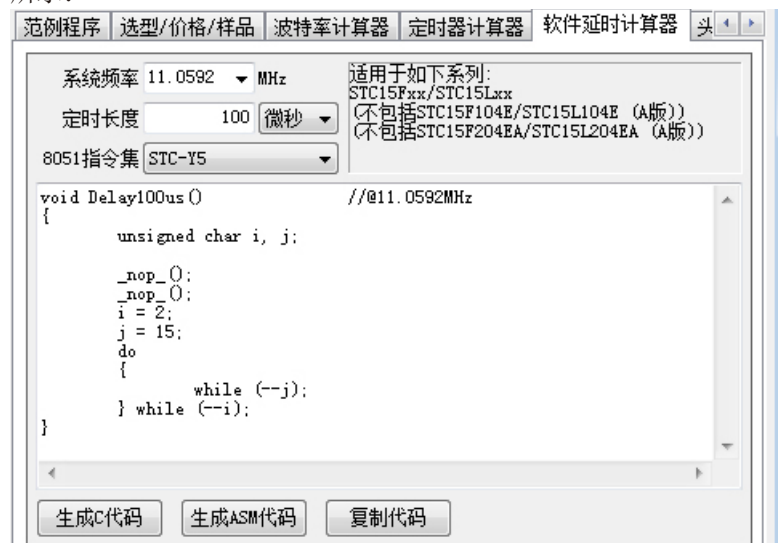 范例程序 选型/价格/样品 波特率计算器 定时器计算器 软件延时计算器 头
系统频率 11.0592 MHz
定时长度 100 微秒
8051指令集 STC-Y5
适用于如下系列:
STC15Fxx/STC15Lxx
(不包括STC15F104E/STC15L104E (A版))
(不包括STC15F204EA/STC15L204EA (A版))
void Delay100us() //@11.0592MHz
{
unsigned char i, j;
_nop_();
_nop_();
i = 2;
j = 15;
do
{
while (--j);
} while (--i);
}
生成C代码 生成ASM代码 复制代码